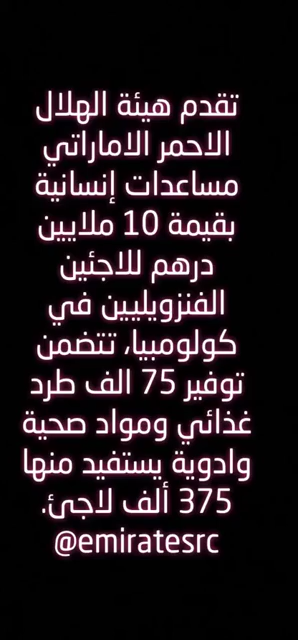 تقدم هيئة الهلال
الاحمر الاماراتي
مساعدات إنسانية
بقيمة 10 ملايين
درهم للاجئين
الفنزويليين في
كولومبيا، تتضمن
توفير 75 الف طرد
غذائي ومواد صحية
وادوية يستفيد منها
375 ألف لاجئ.
@emiratesrc